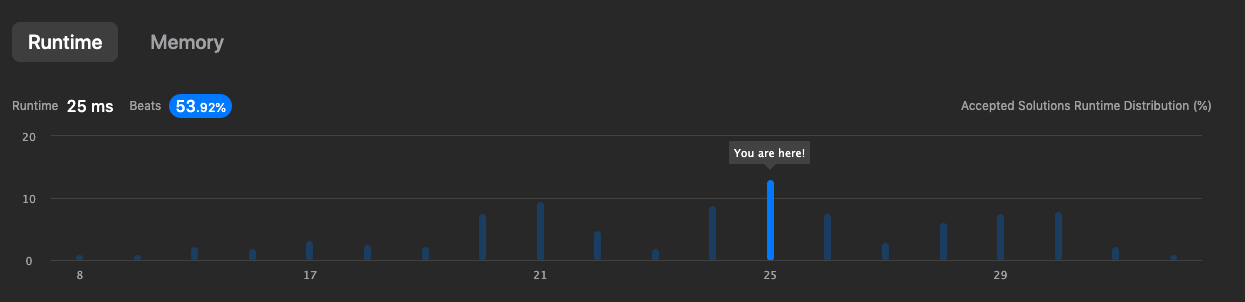 Runtime Memory
Runtime 25 ms Beats 53.92% Accepted Solutions Runtime Distribution (%)
20
You are here!
10
0
8 17 21 25 29